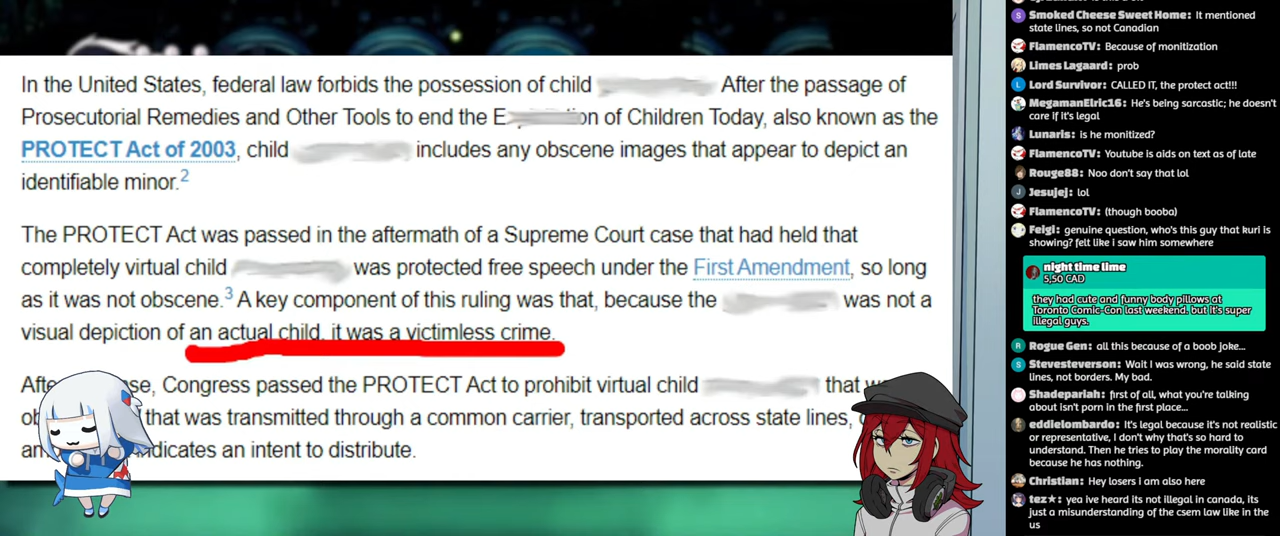 In the United States, federal law forbids the possession of child After the passage of
Prosecutorial Remedies and Other Tools to end the E on of Children Today, also known as the
PROTECT Act of 2003, child includes any obscene images that appear to depict an
identifiable minor.2
The PROTECT Act was passed in the aftermath of a Supreme Court case that had held that
completely virtual child was protected free speech under the First Amendment, so long
as it was not obscene.3 A key component of this ruling was that, because the was not a
visual depiction of an actual child, it was a victimless crime.
se, Congress passed the PROTECT Act to prohibit virtual child that
that was transmitted through a common carrier, transported across state lines,
an ndicates an intent to distribute.
S Smoked Cheese Sweet Home: It mentioned
state lines, so not Canadian
FlamencoTV: Because of monitization
Limes Lagaard: prob
L Lord Survivor: CALLED IT, the protect act!!!
MegamanElric16: He's being sarcastic; he doesn't
care if it's legal
Lunaris: is he monitized?
FlamencoTV: Youtube is aids on text as of late
Rouge88: Noo don't say that lol
J Jesujej: lol
FlamencoTV: (though booba)
Feigi: genuine question, who's this guy that kuri is
showing? felt like i saw him somewhere
night time lime
5,50 CAD
they had cute and funny body pillows at
Toronto Comic-Con last weekend, but it's super
illegal guys.
R Rogue Gen: all this because of a boob joke...
S Stevesteverson: Wait I was wrong, he said state
lines, not borders. My bad.
Shadepariah: first of all, what you're talking
about isn't porn in the first place...
eddielombardo: It's legal because it's not realistic
or representative, I don't why that's so hard to
understand. Then he tries to play the morality card
because he has nothing.
Christian: Hey losers I am also here
tez★: yea ive heard its not illegal in canada, its
just a misunderstanding of the csem law like in the
us